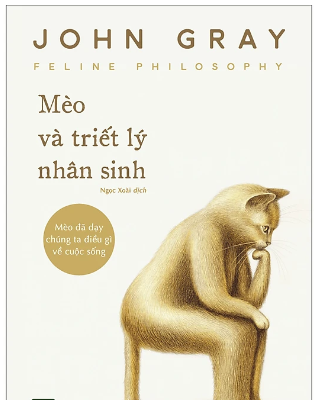 JOHN GRAY
FELINE PHILOSOPHY
Mèo
và triết lý
nhân sinh
Ngọc Xoài dịch
Mèo đã dạy
chúng ta điều gì
về cuộc sống